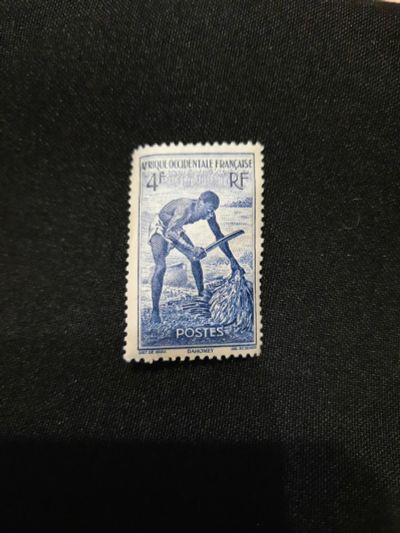 AFRIQUE OCCIDENTALE FRANÇAISE
4F RF
POSTES
DAHOMEY